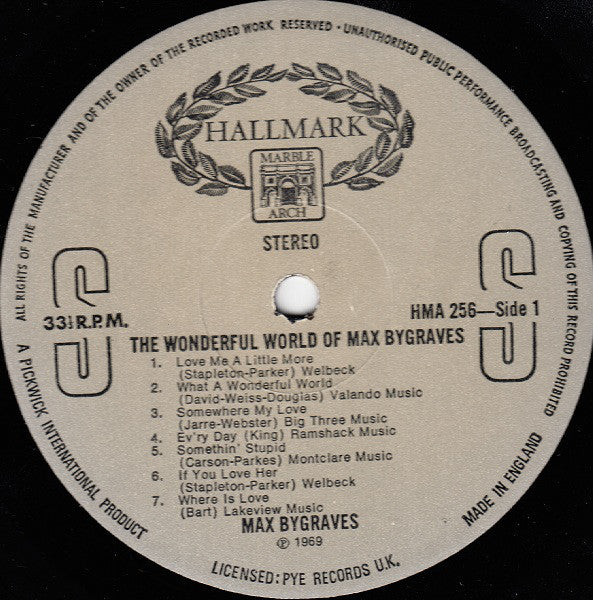 ALL RIGHTS OF THE MANUFACTURER AND OF THE OWNER OF THE RECORDED WORK RESERVED · UNAUTHORISED PUBLIC PERFORMANCE BROADCASTING AND COPYING OF THIS RECORD PROHIBITED
HALLMARK
MARBLE
ARCH
STEREO
S S
33⅓ R.P.M.
HMA 256—Side 1
THE WONDERFUL WORLD OF MAX BYGRAVES
1. Love Me A Little More
(Stapleton-Parker) Welbeck
2. What A Wonderful World
(David-Weiss-Douglas) Valando Music
3. Somewhere My Love
(Jarre-Webster) Big Three Music
4. Ev'ry Day (King) Ramshack Music
5. Somethin' Stupid
(Carson-Parkes) Montclare Music
6. If You Love Her
(Stapleton-Parker) Welbeck
7. Where Is Love
(Bart) Lakeview Music
MAX BYGRAVES
℗ 1969
A PICKWICK INTERNATIONAL PRODUCT
LICENSED: PYE RECORDS U.K.
MADE IN ENGLAND